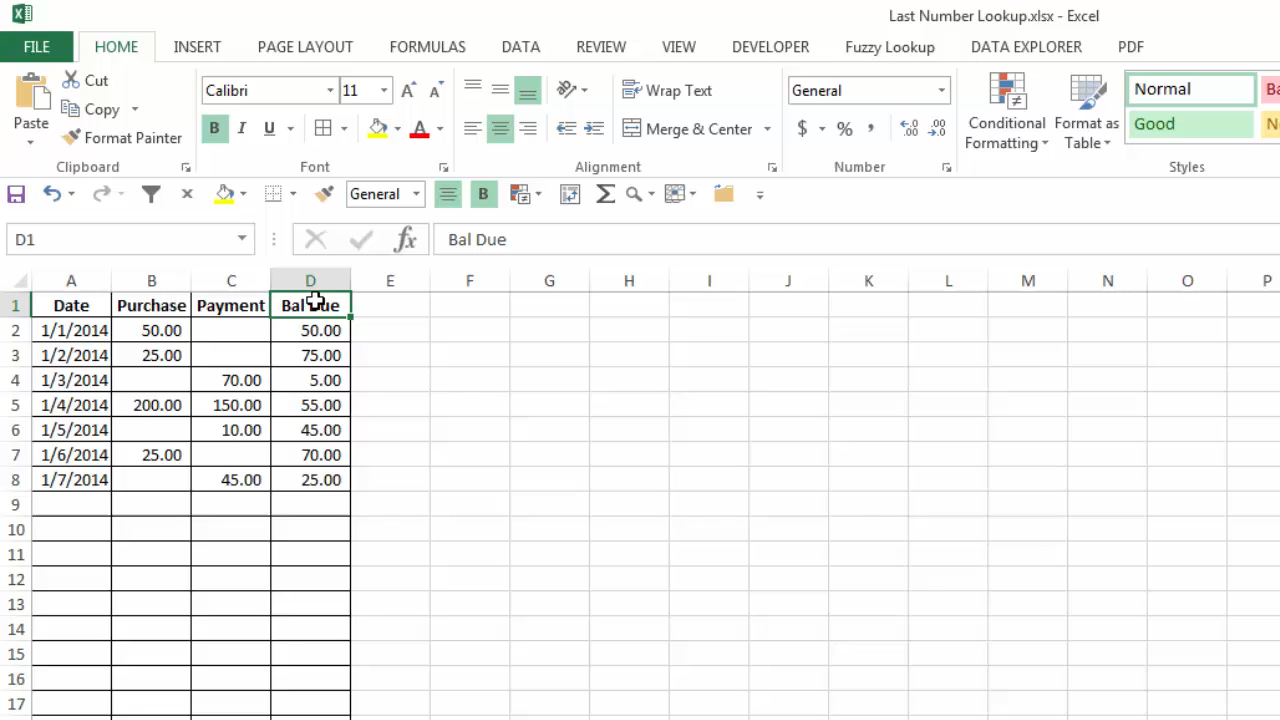 Last Number Lookup.xlsx - Excel
FILE HOME INSERT PAGE LAYOUT FORMULAS DATA REVIEW VIEW DEVELOPER Fuzzy Lookup DATA EXPLORER PDF
Paste
Cut
Copy
Format Painter
Clipboard
Calibri 11
B I U
Font
Wrap Text
Merge & Center
Alignment
General
$ % ,
Number
Conditional Formatting
Format as Table
Normal
Good
Styles
General
B
D1 fx Bal Due
A B C D E F G H I J K L M N O P
1 Date Purchase Payment Bal Due
2 1/1/2014 50.00 50.00
3 1/2/2014 25.00 75.00
4 1/3/2014 70.00 5.00
5 1/4/2014 200.00 150.00 55.00
6 1/5/2014 10.00 45.00
7 1/6/2014 25.00 70.00
8 1/7/2014 45.00 25.00
9
10
11
12
13
14
15
16
17